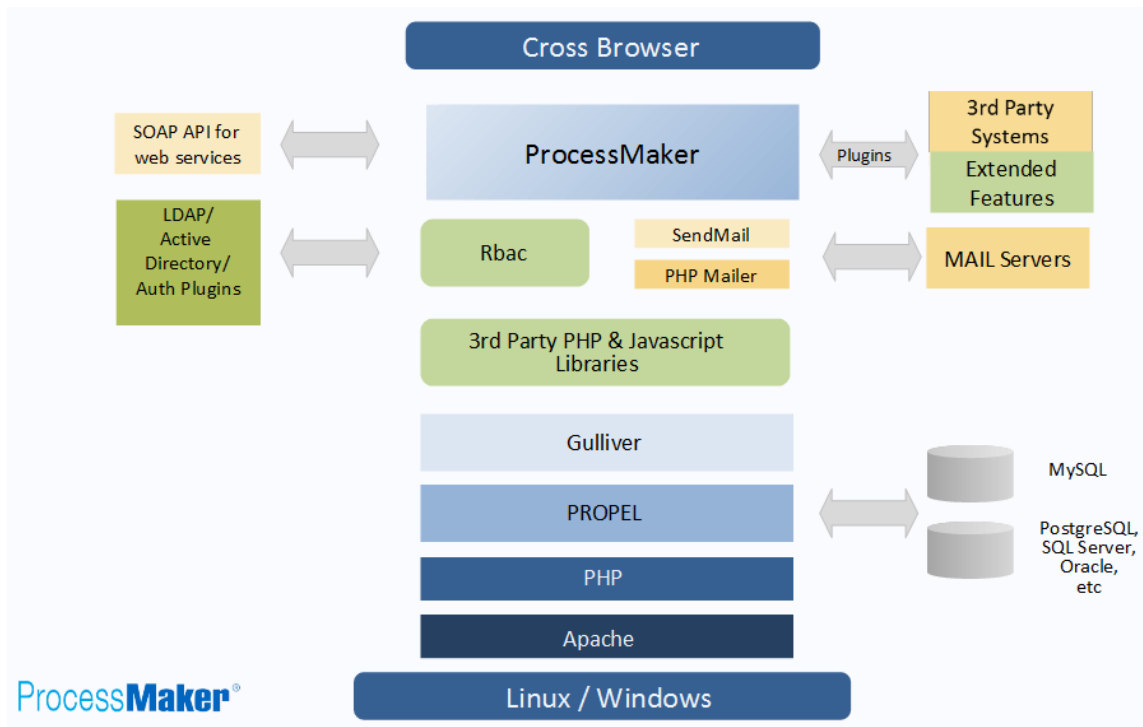 Cross Browser
SOAP API for
web services
ProcessMaker
Plugins
3rd Party
Systems
Extended
Features
LDAP/
Active
Directory/
Auth Plugins
Rbac
SendMail
PHP Mailer
MAIL Servers
3rd Party PHP & Javascript
Libraries
Gulliver
MySQL
PROPEL
PostgreSQL,
SQL Server,
Oracle,
etc
PHP
Apache
Linux / Windows
ProcessMaker®